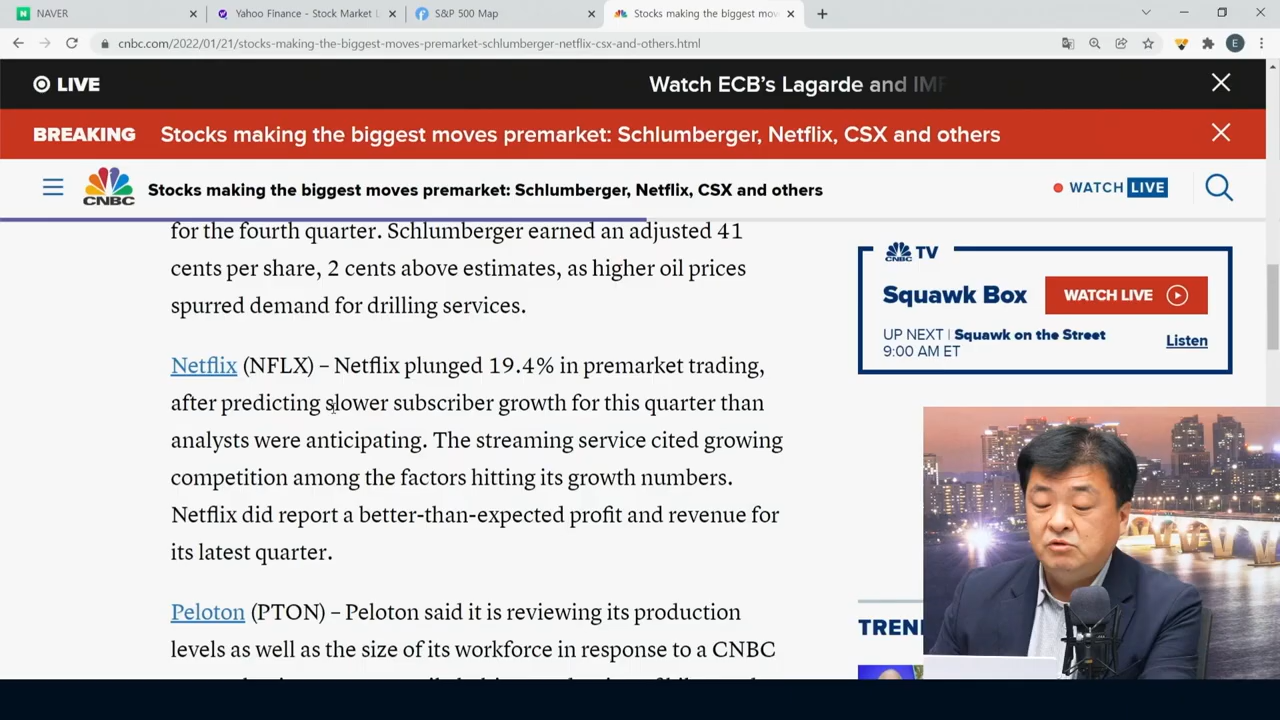 NAVER
Yahoo Finance - Stock Market L
S&P 500 Map
Stocks making the biggest mov
cnbc.com/2022/01/21/stocks-making-the-biggest-moves-premarket-schlumberger-netflix-csx-and-others.html
E
LIVE
Watch ECB's Lagarde and IMF
BREAKING Stocks making the biggest moves premarket: Schlumberger, Netflix, CSX and others
CNBC
Stocks making the biggest moves premarket: Schlumberger, Netflix, CSX and others
WATCH LIVE
for the fourth quarter. Schlumberger earned an adjusted 41
cents per share, 2 cents above estimates, as higher oil prices
spurred demand for drilling services.
Netflix (NFLX) – Netflix plunged 19.4% in premarket trading,
after predicting slower subscriber growth for this quarter than
analysts were anticipating. The streaming service cited growing
competition among the factors hitting its growth numbers.
Netflix did report a better-than-expected profit and revenue for
its latest quarter.
Peloton (PTON) – Peloton said it is reviewing its production
levels as well as the size of its workforce in response to a CNBC
CNBC TV
Squawk Box
WATCH LIVE
UP NEXT | Squawk on the Street
9:00 AM ET
Listen
TREN